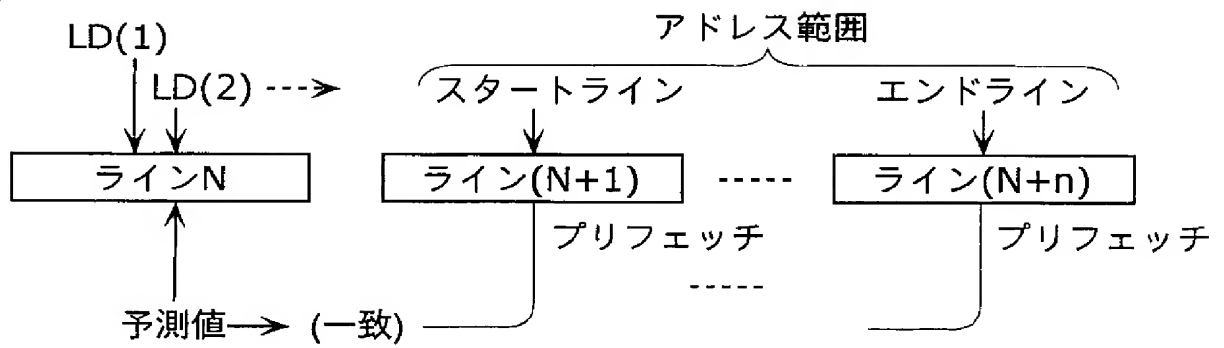 アドレス範囲
LD(1)
LD(2) ---->
スタートライン
エンドライン
ラインN
ライン(N+1)
-----
ライン(N+n)
プリフェッチ
プリフェッチ
-----
予測値→ (一致)